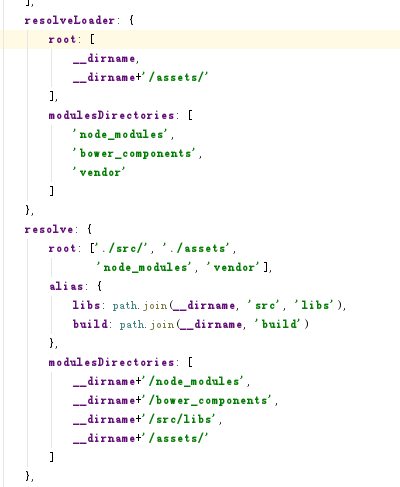 ],
resolveLoader: {
root: [
__dirname,
__dirname+'/assets/'
],
modulesDirectories: [
'node_modules',
'bower_components',
'vendor'
]
},
resolve: {
root: ['./src/', './assets',
'node_modules', 'vendor'],
alias: {
libs: path.join(__dirname, 'src', 'libs'),
build: path.join(__dirname, 'build')
},
modulesDirectories: [
__dirname+'/node_modules',
__dirname+'/bower_components',
__dirname+'/src/libs',
__dirname+'/assets/'
]
},